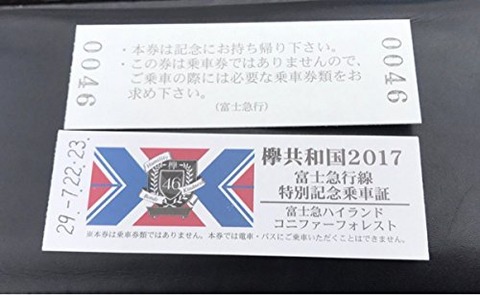 0046
・本券は記念にお持ち帰り下さい。
・この券は乗車券ではありませんので、
ご乗車の際には必要な乗車券類をお
求め下さい。
(富士急行)
0046
29.-7.22.23.
欅
46
欅共和国2017
富士急行線
特別記念乗車証
富士急ハイランド
コニファーフォレスト
※本券は乗車券類ではありません。本券では電車・バスにご乗車いただくことはできません。